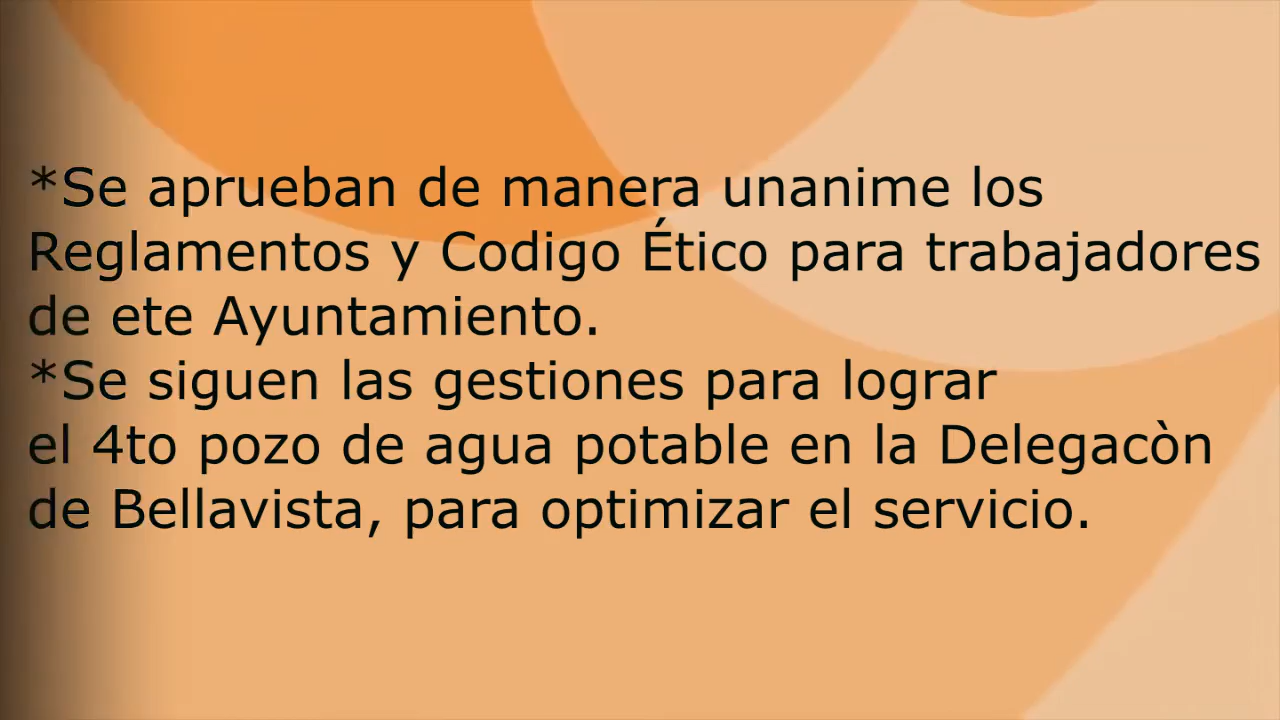 *Se aprueban de manera unanime los
Reglamentos y Codigo Ético para trabajadores
de ete Ayuntamiento.
*Se siguen las gestiones para lograr
el 4to pozo de agua potable en la Delegacòn
de Bellavista, para optimizar el servicio.